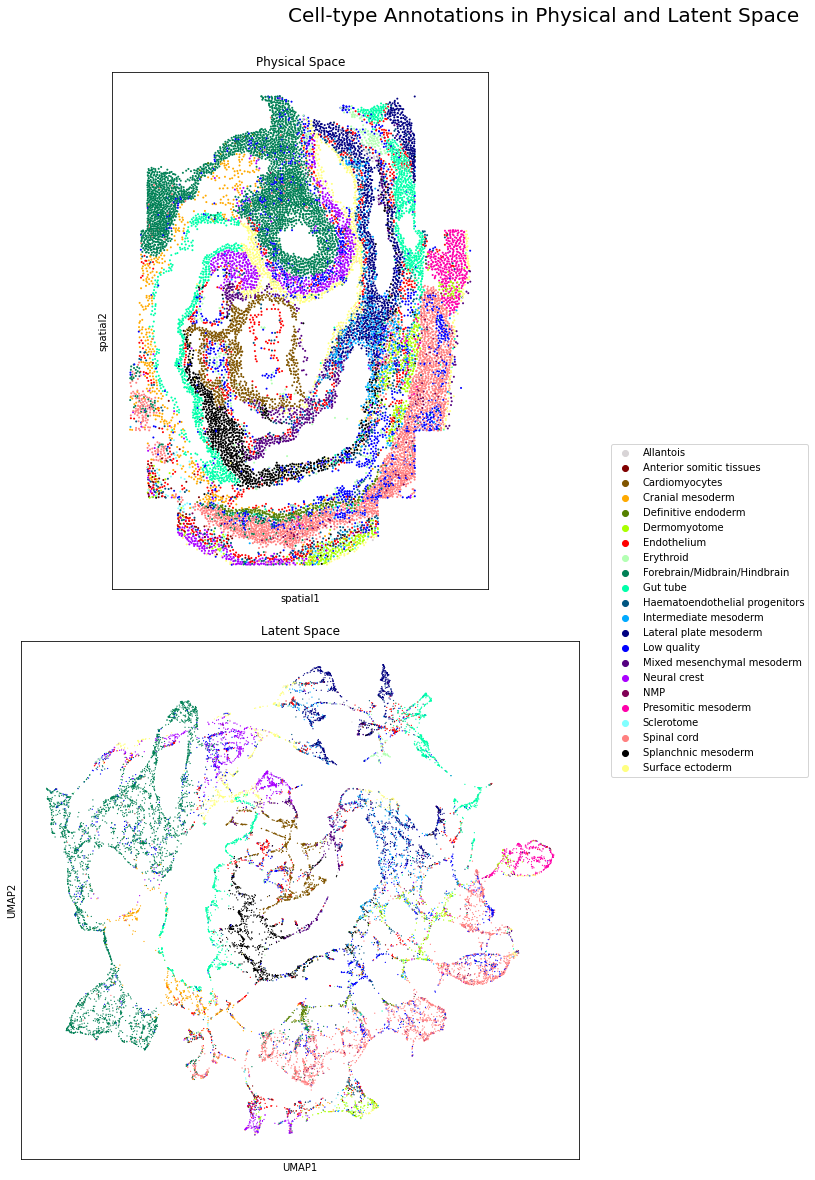 Cell-type Annotations in Physical and Latent Space
Physical Space
spatial2
spatial1
Allantois
Anterior somitic tissues
Cardiomyocytes
Cranial mesoderm
Definitive endoderm
Dermomyotome
Endothelium
Erythroid
Forebrain/Midbrain/Hindbrain
Gut tube
Haematoendothelial progenitors
Intermediate mesoderm
Lateral plate mesoderm
Low quality
Mixed mesenchymal mesoderm
Neural crest
NMP
Presomitic mesoderm
Sclerotome
Spinal cord
Splanchnic mesoderm
Surface ectoderm
Latent Space
UMAP2
UMAP1